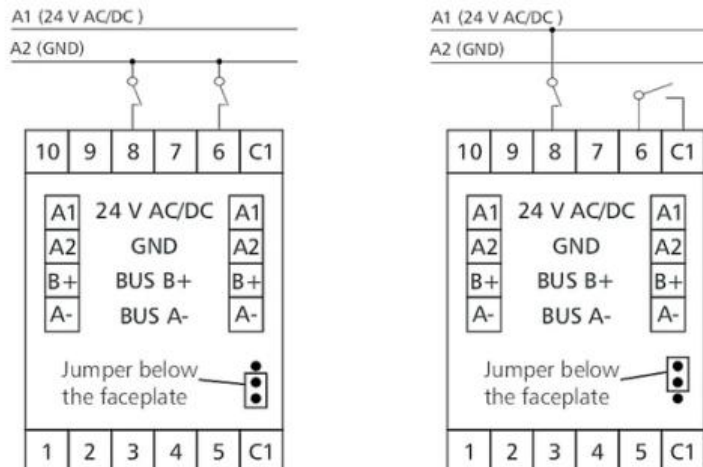 A1 (24 V AC/DC )
A2 (GND)
10 9 8 7 6 C1
A1 24 V AC/DC A1
A2 GND A2
B+ BUS B+ B+
A- BUS A- A-
Jumper below
the faceplate
1 2 3 4 5 C1
A1 (24 V AC/DC )
A2 (GND)
10 9 8 7 6 C1
A1 24 V AC/DC A1
A2 GND A2
B+ BUS B+ B+
A- BUS A- A-
Jumper below
the faceplate
1 2 3 4 5 C1